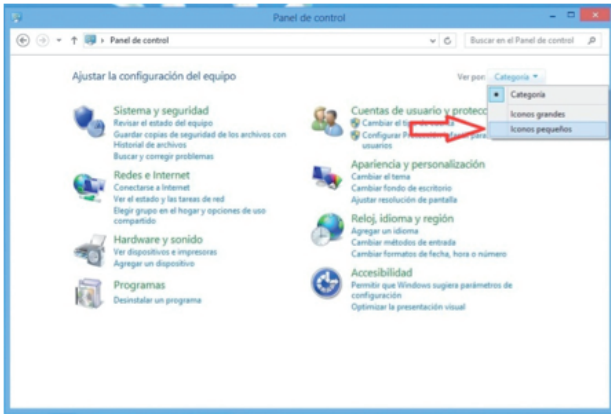 Panel de control
Panel de control
Buscar en el Panel de control
Ajustar la configuración del equipo
Ver por: Categoría
Categoría
Iconos grandes
Iconos pequeños
Sistema y seguridad
Revisar el estado del equipo
Guardar copias de seguridad de los archivos con
Historial de archivos
Buscar y corregir problemas
Redes e Internet
Conectarse a Internet
Ver el estado y las tareas de red
Elegir grupo en el hogar y opciones de uso
compartido
Hardware y sonido
Ver dispositivos e impresoras
Agregar un dispositivo
Programas
Desinstalar un programa
Cuentas de usuario y protecc
Cambiar el ti
Configurar para
usuarios
Apariencia y personalización
Cambiar el tema
Cambiar fondo de escritorio
Ajustar resolución de pantalla
Reloj, idioma y región
Agregar un idioma
Cambiar métodos de entrada
Cambiar formatos de fecha, hora o número
Accesibilidad
Permitir que Windows sugiera parámetros de
configuración
Optimizar la presentación visual